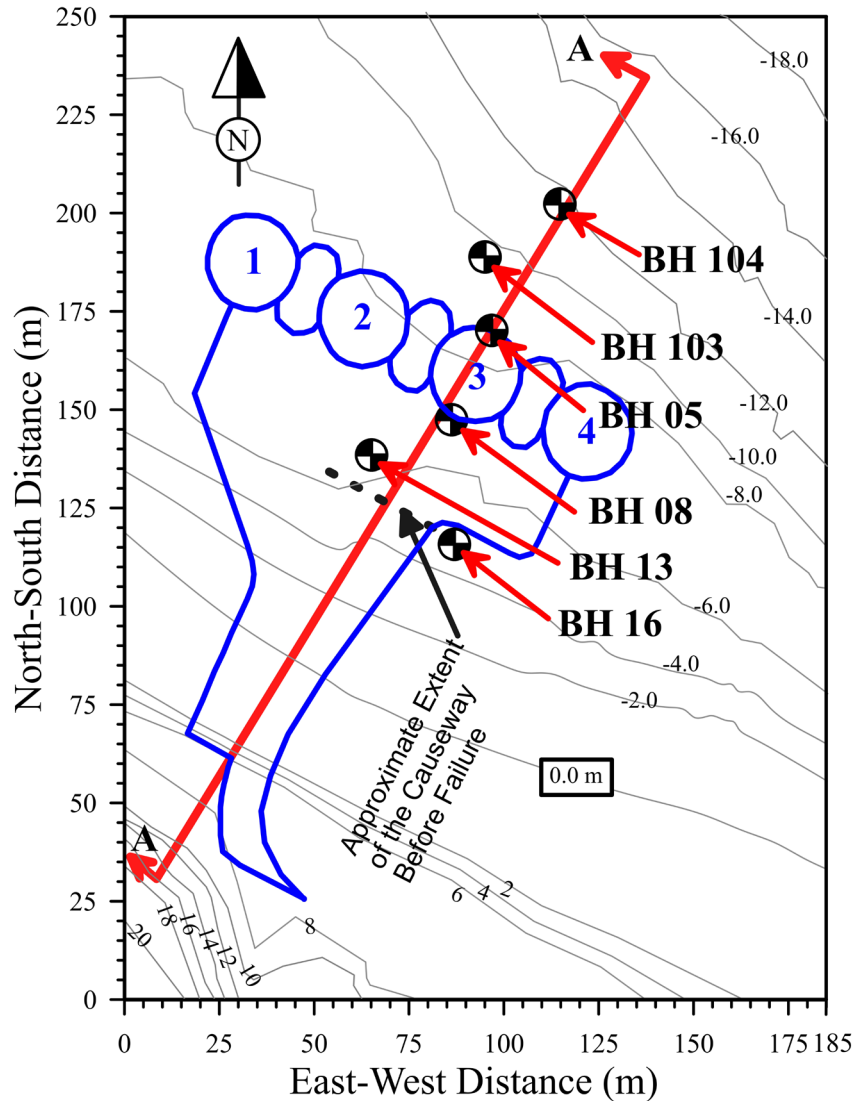 250
225
200
175
150
125
100
75
50
25
0
North-South Distance (m)
0
25
50
75
100
125
150
175
185
East-West Distance (m)
N
A
A
1
2
3
4
BH 104
BH 103
BH 05
BH 08
BH 13
BH 16
Approximate Extent
of the Causeway
Before Failure
-18.0
-16.0
-14.0
-12.0
-10.0
-8.0
-6.0
-4.0
-2.0
0.0 m
2
4
6
8
10
12
14
16
18
20